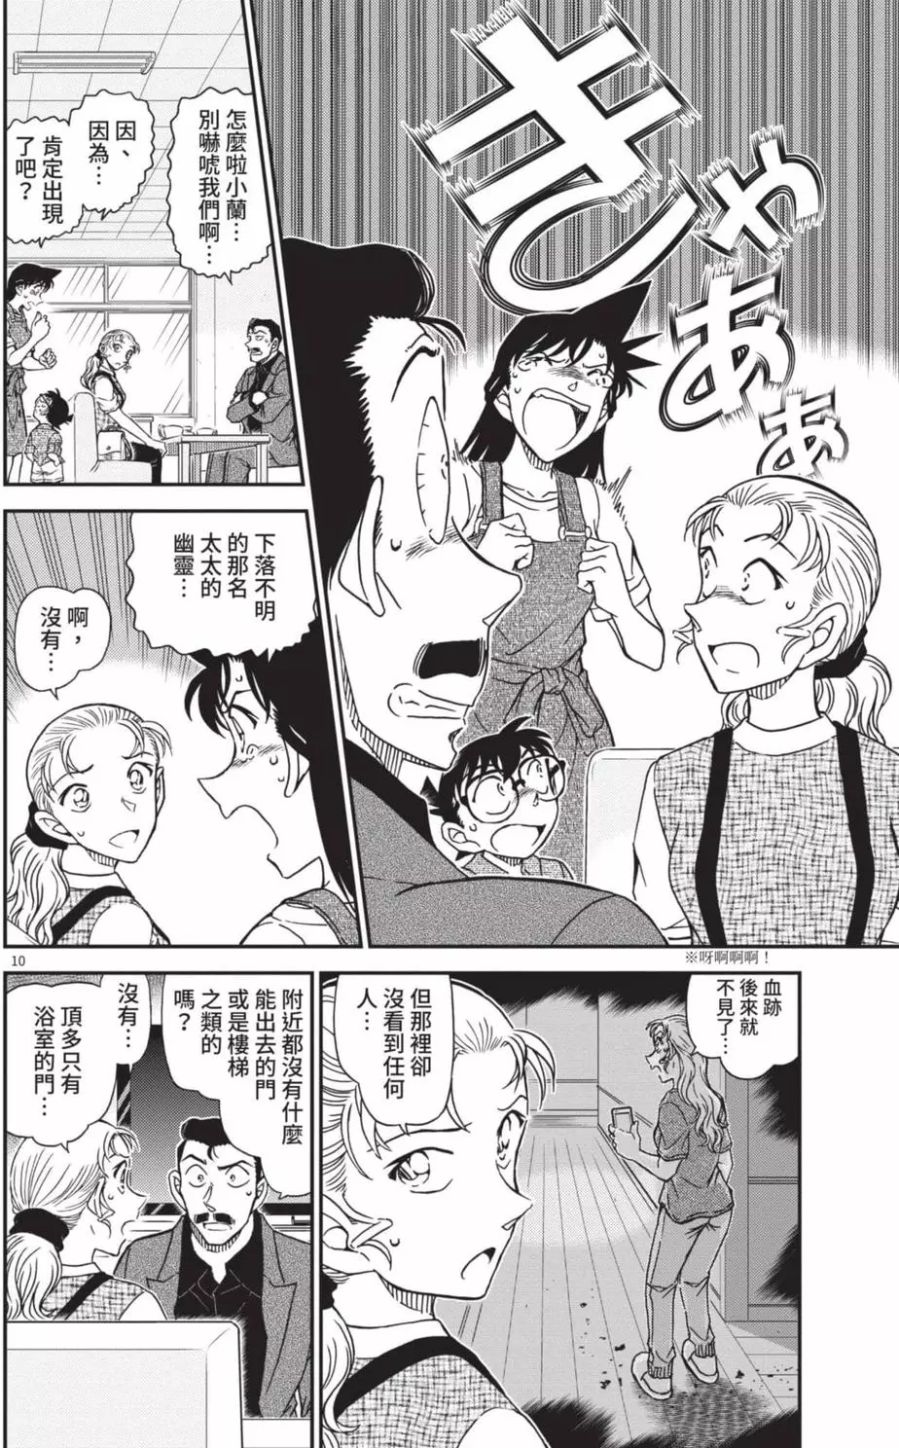 きゃああ
※呀啊啊啊！
怎麼啦小蘭…
別嚇唬我們啊…
因、
因為…
肯定出現
了吧？
下落不明
的那名
太太的
幽靈…
啊，
沒有…
10
血跡
後來就
不見了…
但那裡卻
沒看到任何
人…
附近都沒有什麼
能出去的門
或是樓梯
之類的
嗎？
沒有…
頂多只有
浴室的門…